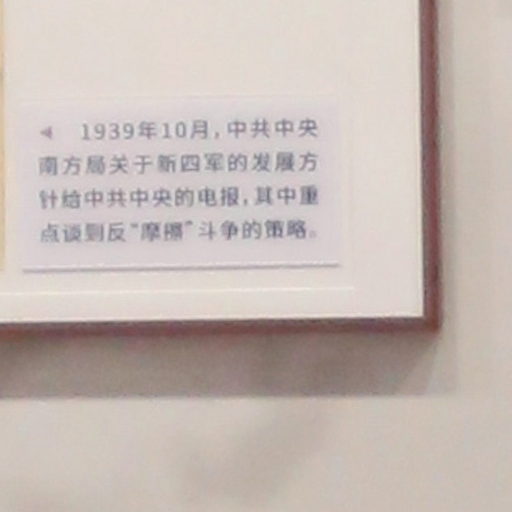 ◀ 1939年10月,中共中央
南方局关于新四军的发展方
针给中共中央的电报,其中重
点谈到反“摩擦”斗争的策略。